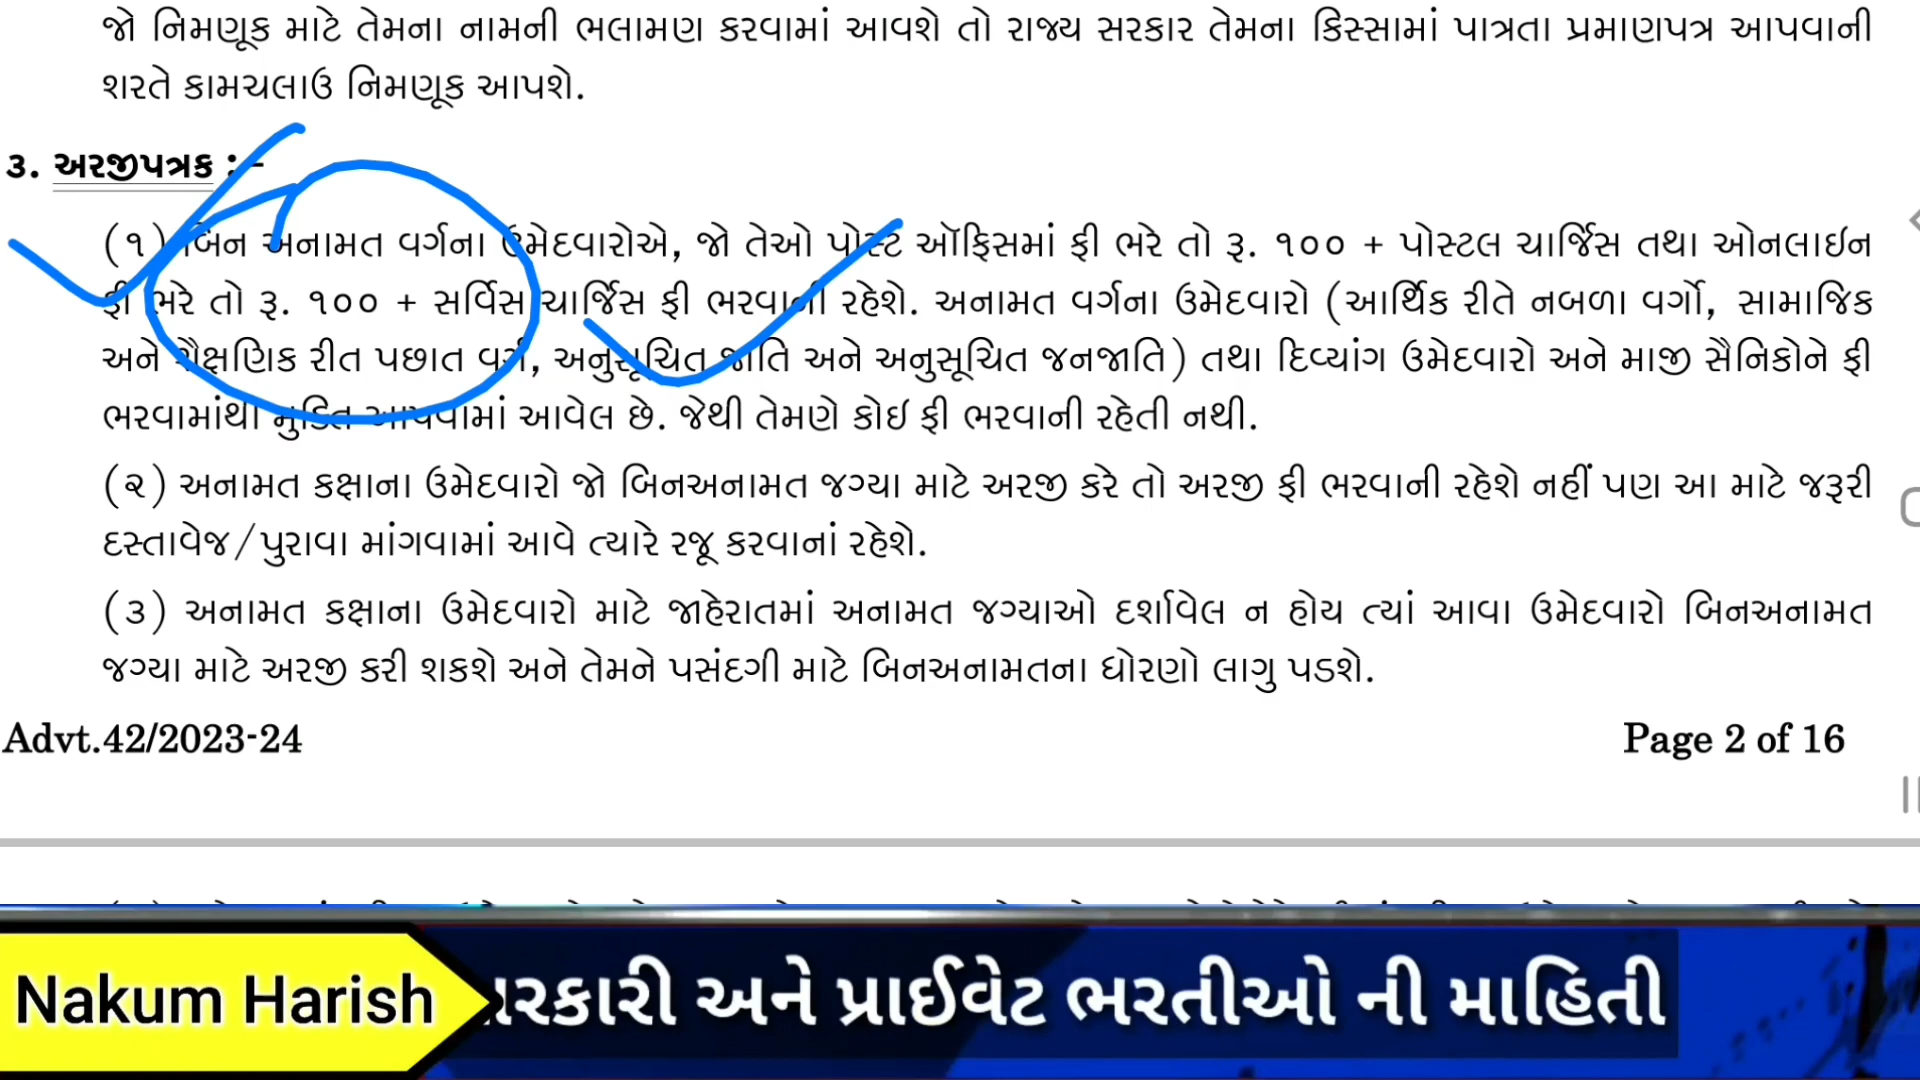 જો નિમણૂક માટે તેમના નામની ભલામણ કરવામાં આવશે તો રાજ્ય સરકાર તેમના કિસ્સામાં પાત્રતા પ્રમાણપત્ર આપવાની
શરતે કામચલાઉ નિમણૂક આપશે.
૩. અરજીપત્રક :-
(૧) બિન અનામત વર્ગના ઉમેદવારોએ, જો તેઓ પોસ્ટ ઑફિસમાં ફી ભરે તો રૂ. ૧૦૦ + પોસ્ટલ ચાર્જિસ તથા ઓનલાઇન
ફી ભરે તો રૂ. ૧૦૦ + સર્વિસ ચાર્જિસ ફી ભરવાની રહેશે. અનામત વર્ગના ઉમેદવારો (આર્થિક રીતે નબળા વર્ગો, સામાજિક
અને શૈક્ષણિક રીત પછાત વર્ગ, અનુસૂચિત જાતિ અને અનુસૂચિત જનજાતિ) તથા દિવ્યાંગ ઉમેદવારો અને માજી સૈનિકોને ફી
ભરવામાંથી મુક્તિ આપવામાં આવેલ છે. જેથી તેમણે કોઇ ફી ભરવાની રહેતી નથી.
(૨) અનામત કક્ષાના ઉમેદવારો જો બિનઅનામત જગ્યા માટે અરજી કરે તો અરજી ફી ભરવાની રહેશે નહીં પણ આ માટે જરૂરી
દસ્તાવેજ/પુરાવા માંગવામાં આવે ત્યારે રજૂ કરવાનાં રહેશે.
(૩) અનામત કક્ષાના ઉમેદવારો માટે જાહેરાતમાં અનામત જગ્યાઓ દર્શાવેલ ન હોય ત્યાં આવા ઉમેદવારો બિનઅનામત
જગ્યા માટે અરજી કરી શકશે અને તેમને પસંદગી માટે બિનઅનામતના ધોરણો લાગુ પડશે.
Advt.42/2023-24 Page 2 of 16
Nakum Harish સરકારી અને પ્રાઈવેટ ભરતીઓ ની માહિતી